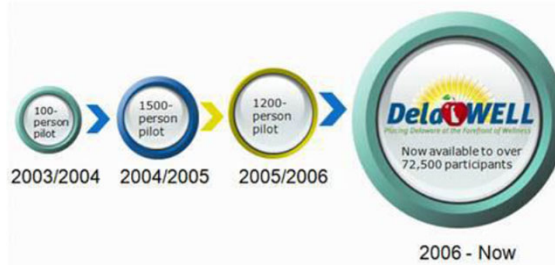 100-
person
pilot
2003/2004
1500-
person
pilot
2004/2005
1200-
person
pilot
2005/2006
DelaWELL
Placing Delaware at the Forefront of Wellness
Now available to over
72,500 participants
2006 - Now